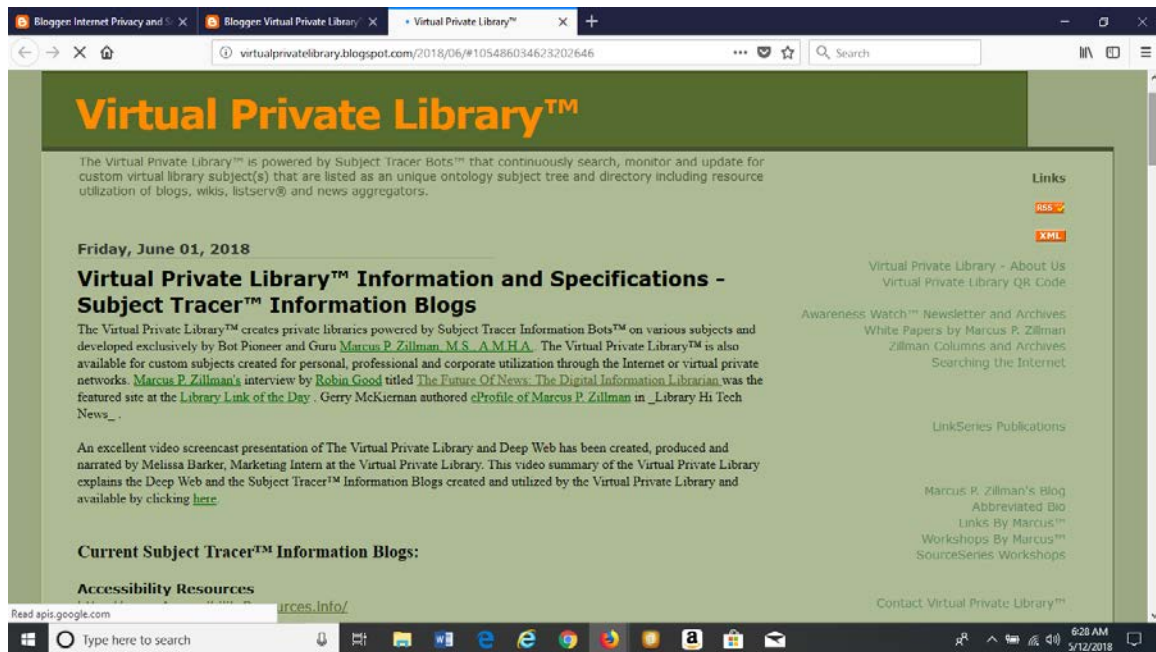 Blogger: Internet Privacy and S
Blogger: Virtual Private Library
Virtual Private Library™
virtualprivatelibrary.blogspot.com/2018/06/#105486034623202646
Search
Virtual Private Library™
The Virtual Private Library™ is powered by Subject Tracer Bots™ that continuously search, monitor and update for
custom virtual library subject(s) that are listed as an unique ontology subject tree and directory including resource
utilization of blogs, wikis, listserv® and news aggregators.
Friday, June 01, 2018
Virtual Private Library™ Information and Specifications -
Subject Tracer™ Information Blogs
The Virtual Private Library™ creates private libraries powered by Subject Tracer Information Bots™ on various subjects and
developed exclusively by Bot Pioneer and Guru Marcus P. Zillman, M.S., A.M.H.A. The Virtual Private Library™ is also
available for custom subjects created for personal, professional and corporate utilization through the Internet or virtual private
networks. Marcus P. Zillman's interview by Robin Good titled The Future Of News: The Digital Information Librarian was the
featured site at the Library Link of the Day . Gerry McKiernan authored eProfile of Marcus P. Zillman in _Library Hi Tech
News_ .
An excellent video screencast presentation of The Virtual Private Library and Deep Web has been created, produced and
narrated by Melissa Barker, Marketing Intern at the Virtual Private Library. This video summary of the Virtual Private Library
explains the Deep Web and the Subject Tracer™ Information Blogs created and utilized by the Virtual Private Library and
available by clicking here.
Current Subject Tracer™ Information Blogs:
Accessibility Resources
urces.Info/
Links
RSS
XML
Virtual Private Library - About Us
Virtual Private Library QR Code
Awareness Watch™ Newsletter and Archives
White Papers by Marcus P. Zillman
Zillman Columns and Archives
Searching the Internet
LinkSeries Publications
Marcus P. Zillman's Blog
Abbreviated Bio
Links By Marcus™
Workshops By Marcus™
SourceSeries Workshops
Contact Virtual Private Library™
Read apis.google.com
Type here to search
6:28 AM
5/12/2018